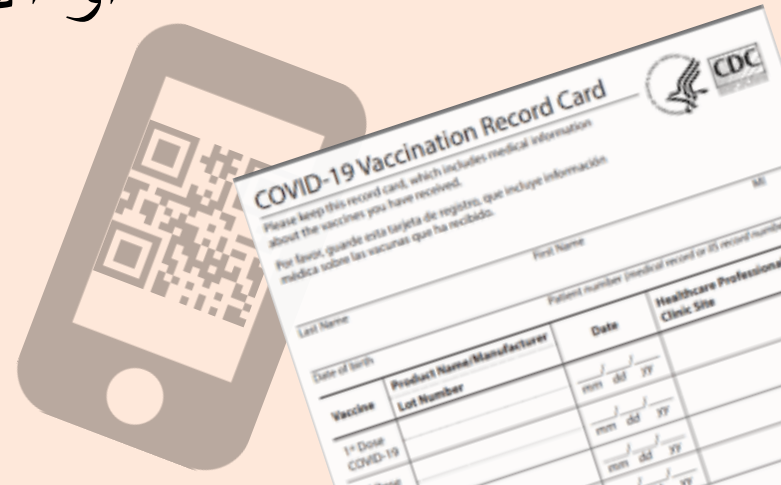 CDC
COVID-19 Vaccination Record Card
Please keep this record card, which includes medical information
about the vaccines you have received.
Por favor, guarde esta tarjeta de registro, que incluye información
médica sobre las vacunas que ha recibido.
Last Name
First Name
MI
Date of birth
Patient number (medical record or IIS record number
Vaccine
Product Name/Manufacturer
Lot Number
Date
Healthcare Professional
Clinic Site
1st Dose
COVID-19
mm dd yy
mm dd yy
mm dd yy
yy